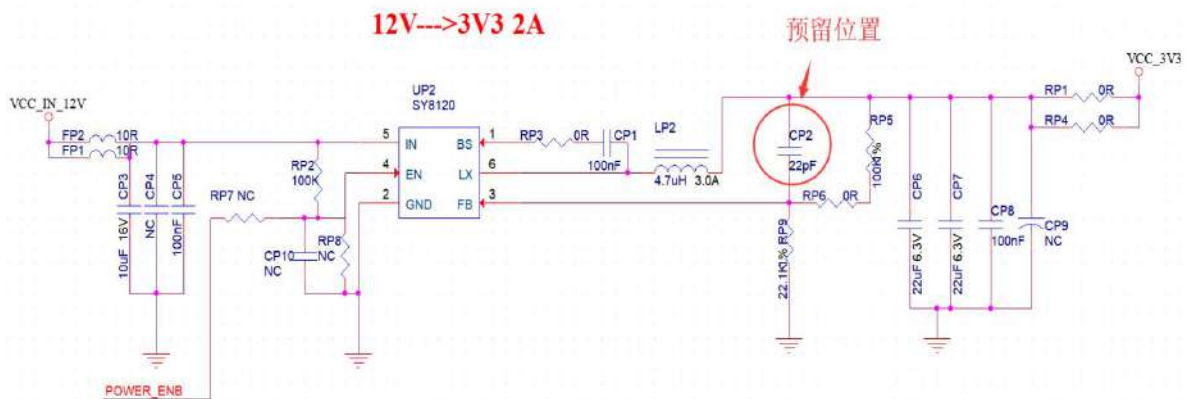 12V--->3V3 2A
预留位置
VCC_IN_12V
VCC_3V3
UP2
SY8120
FP2 10R
FP1 10R
5 IN BS 1
4 EN LX 6
2 GND FB 3
RP3 0R
CP1
100nF
LP2
4.7uH 3.0A
CP2
22pF
RP5
100K1%
RP6 0R
RP9
22.1K1%
RP1 0R
RP4 0R
RP2
100K
RP7 NC
CP10
NC
RP8
NC
CP3
10uF 16V
CP4
NC
CP5
100nF
CP6
22uF 6.3V
CP7
22uF 6.3V
CP8
100nF
CP9
NC
POWER_ENB